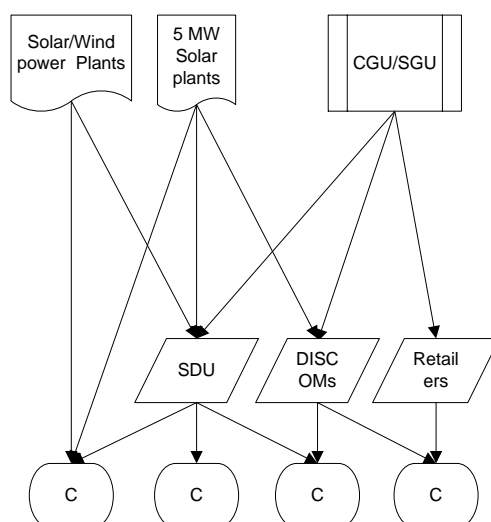 Solar/Wind
power Plants
5 MW
Solar
plants
CGU/SGU
SDU
DISC
OMs
Retail
ers
C
C
C
C